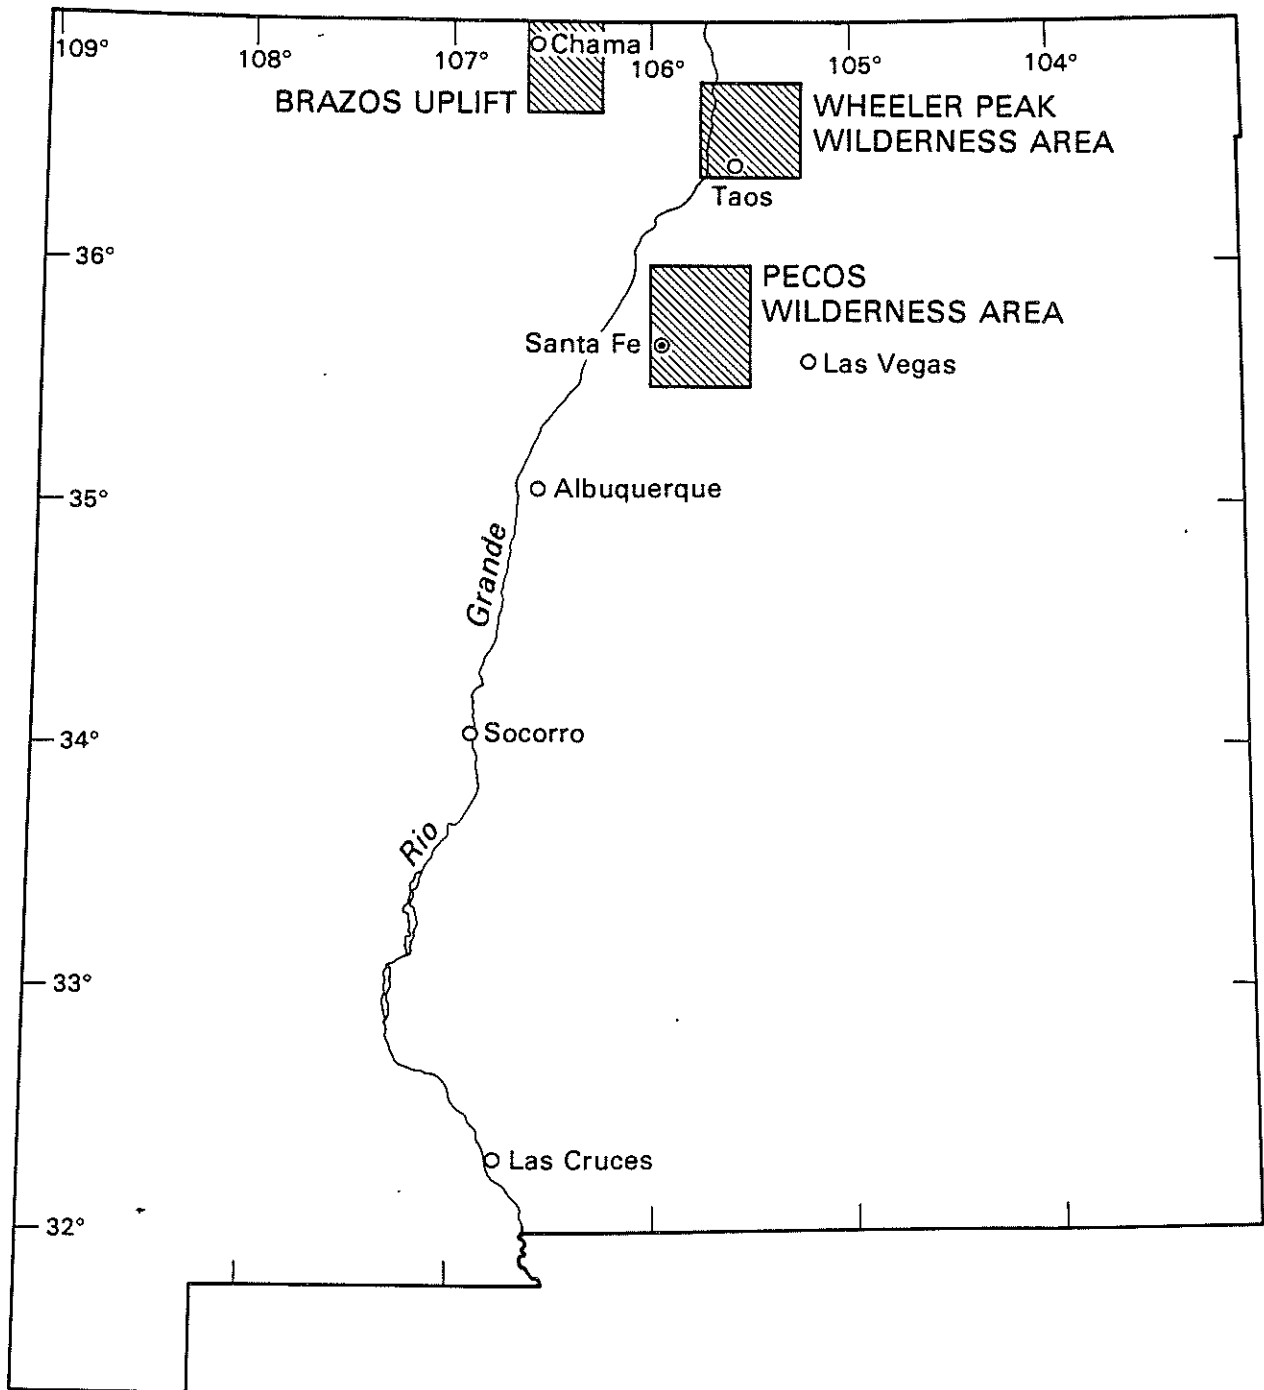 109°
108°
107°
106°
105°
104°
Chama
BRAZOS UPLIFT
WHEELER PEAK
WILDERNESS AREA
Taos
36°
PECOS
WILDERNESS AREA
Santa Fe
Las Vegas
35°
Albuquerque
Grande
34°
Socorro
Rio
33°
Las Cruces
32°